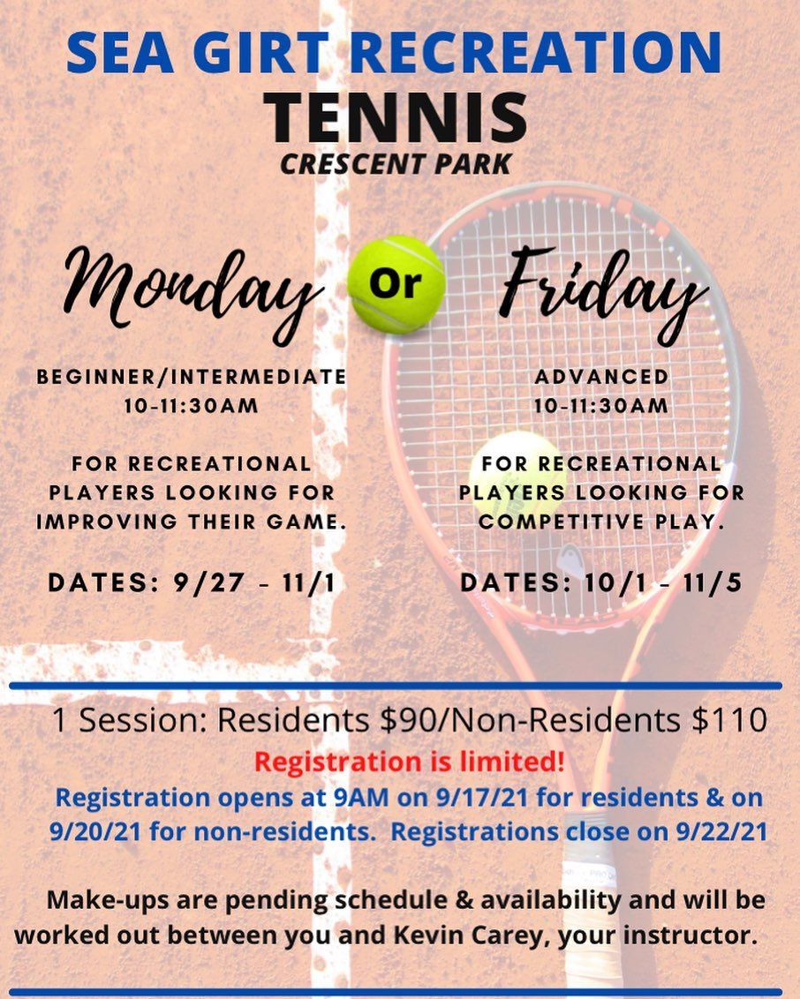 SEA GIRT RECREATION
TENNIS
CRESCENT PARK
Monday Or Friday
BEGINNER/INTERMEDIATE
10-11:30AM
FOR RECREATIONAL
PLAYERS LOOKING FOR
IMPROVING THEIR GAME.
DATES: 9/27 - 11/1
ADVANCED
10-11:30AM
FOR RECREATIONAL
PLAYERS LOOKING FOR
COMPETITIVE PLAY.
DATES: 10/1 - 11/5
1 Session: Residents $90/Non-Residents $110
Registration is limited!
Registration opens at 9AM on 9/17/21 for residents & on
9/20/21 for non-residents. Registrations close on 9/22/21
Make-ups are pending schedule & availability and will be
worked out between you and Kevin Carey, your instructor.